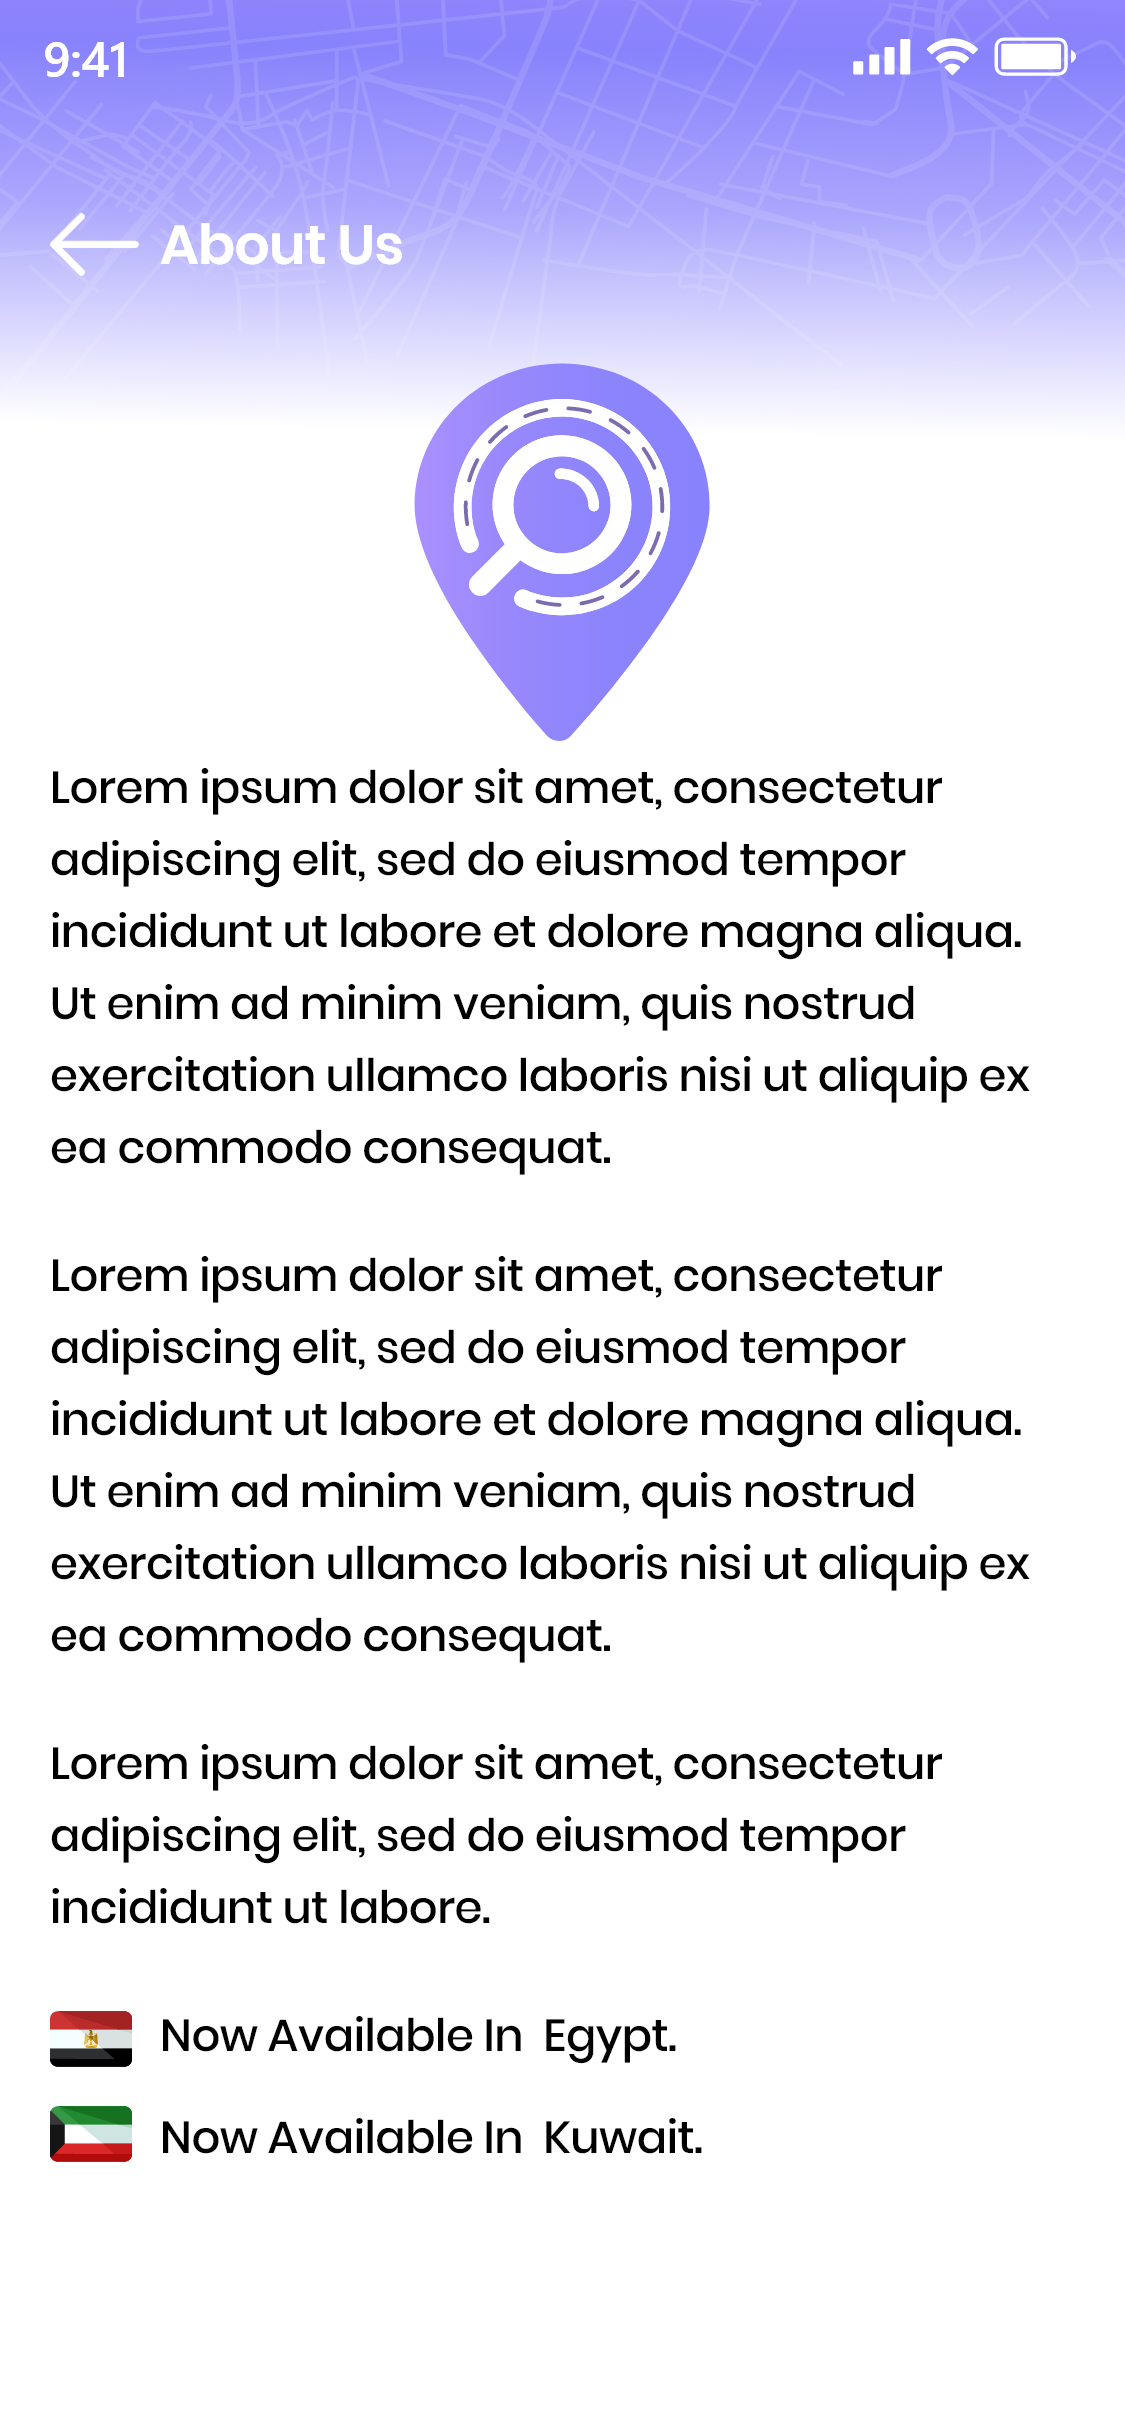 9:41
About Us
Lorem ipsum dolor sit amet, consectetur
adipiscing elit, sed do eiusmod tempor
incididunt ut labore et dolore magna aliqua.
Ut enim ad minim veniam, quis nostrud
exercitation ullamco laboris nisi ut aliquip ex
ea commodo consequat.
Lorem ipsum dolor sit amet, consectetur
adipiscing elit, sed do eiusmod tempor
incididunt ut labore et dolore magna aliqua.
Ut enim ad minim veniam, quis nostrud
exercitation ullamco laboris nisi ut aliquip ex
ea commodo consequat.
Lorem ipsum dolor sit amet, consectetur
adipiscing elit, sed do eiusmod tempor
incididunt ut labore.
Now Available In  Egypt.
Now Available In  Kuwait.